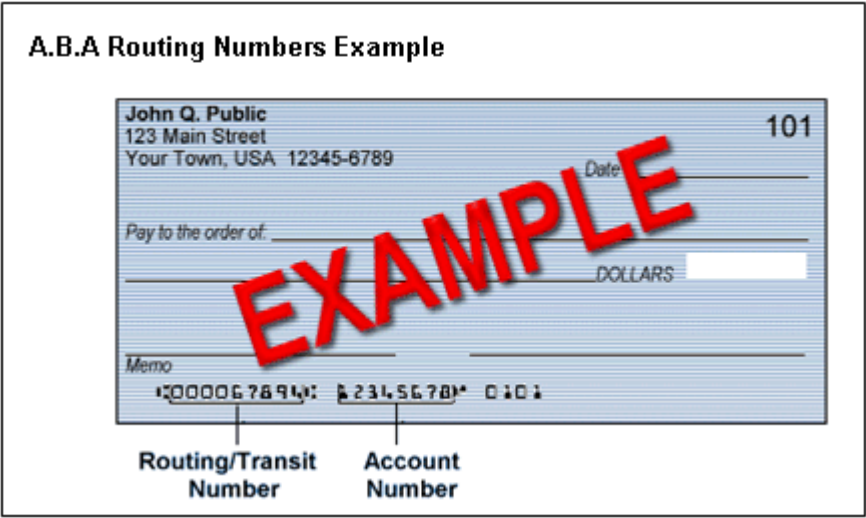 A.B.A Routing Numbers Example
John Q. Public
101
123 Main Street
Your Town, USA 12345-6789
Date
EXAMPLE
Pay to the order of:
DOLLARS
Memo
⑆000067894⑆ 12345678⑈ 0101
Routing/Transit Number
Account Number